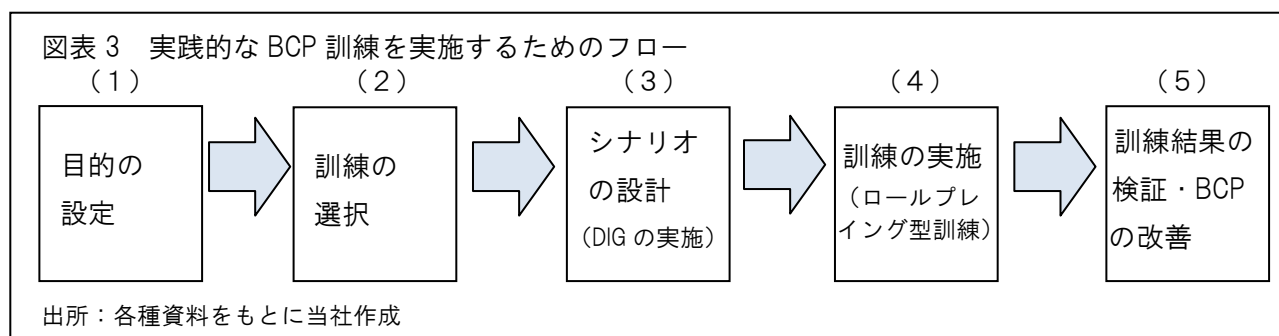 図表３　実践的な BCP 訓練を実施するためのフロー
（１）
（２）
（３）
（４）
（５）
目的の
設定
訓練の
選択
シナリオ
の設計
（DIG の実施）
訓練の実施
（ロールプレ
イング型訓練）
訓練結果の
検証・BCP
の改善
出所：各種資料をもとに当社作成